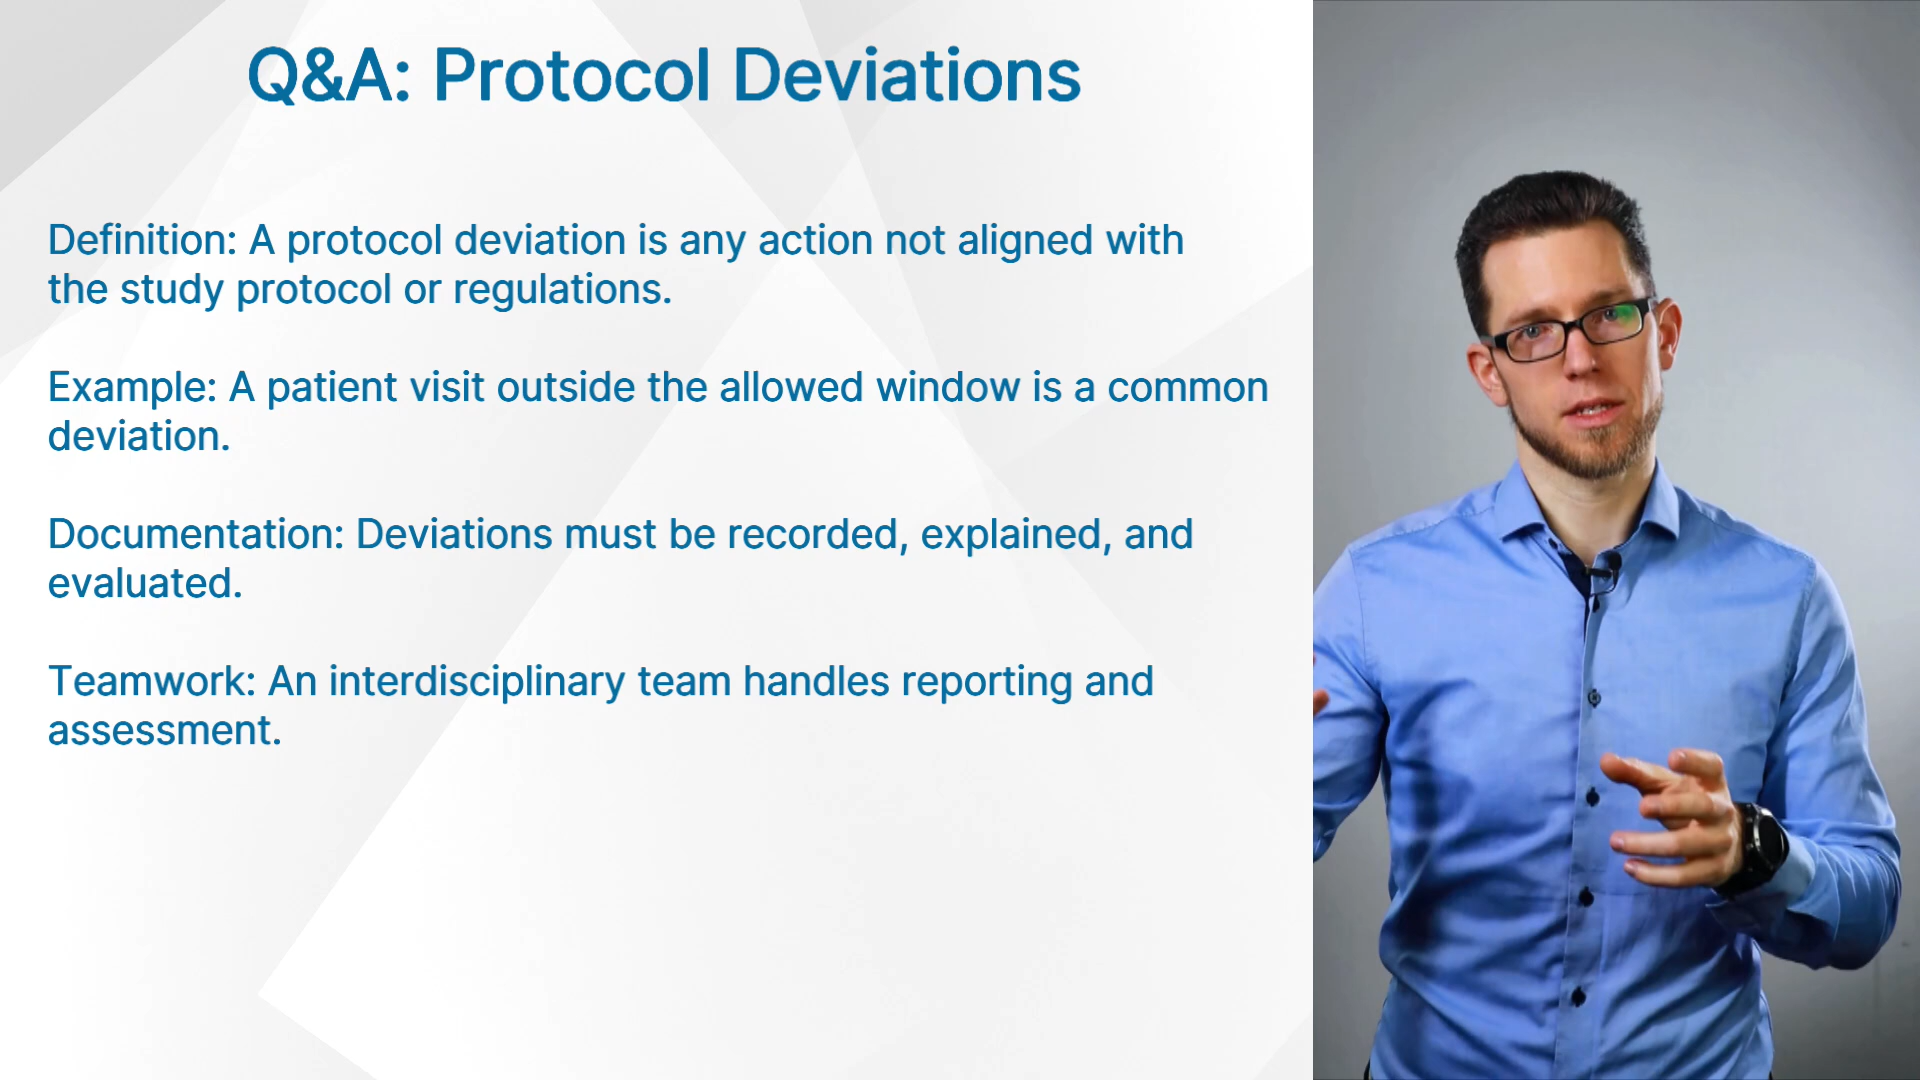 Q&A: Protocol Deviations
Definition: A protocol deviation is any action not aligned with
the study protocol or regulations.
Example: A patient visit outside the allowed window is a common
deviation.
Documentation: Deviations must be recorded, explained, and
evaluated.
Teamwork: An interdisciplinary team handles reporting and
assessment.